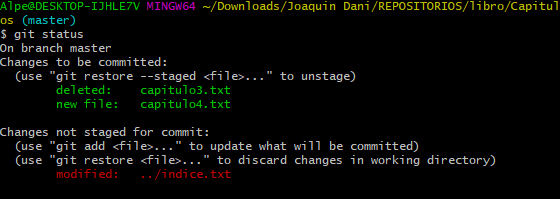 Alpe@DESKTOP-IJHLE7V MINGW64 ~/Downloads/Joaquin Dani/REPOSITORIOS/libro/Capitul
os (master)
$ git status
On branch master
Changes to be committed:
  (use "git restore --staged <file>..." to unstage)
        deleted:    capitulo3.txt
        new file:   capitulo4.txt

Changes not staged for commit:
  (use "git add <file>..." to update what will be committed)
  (use "git restore <file>..." to discard changes in working directory)
        modified:   ../indice.txt